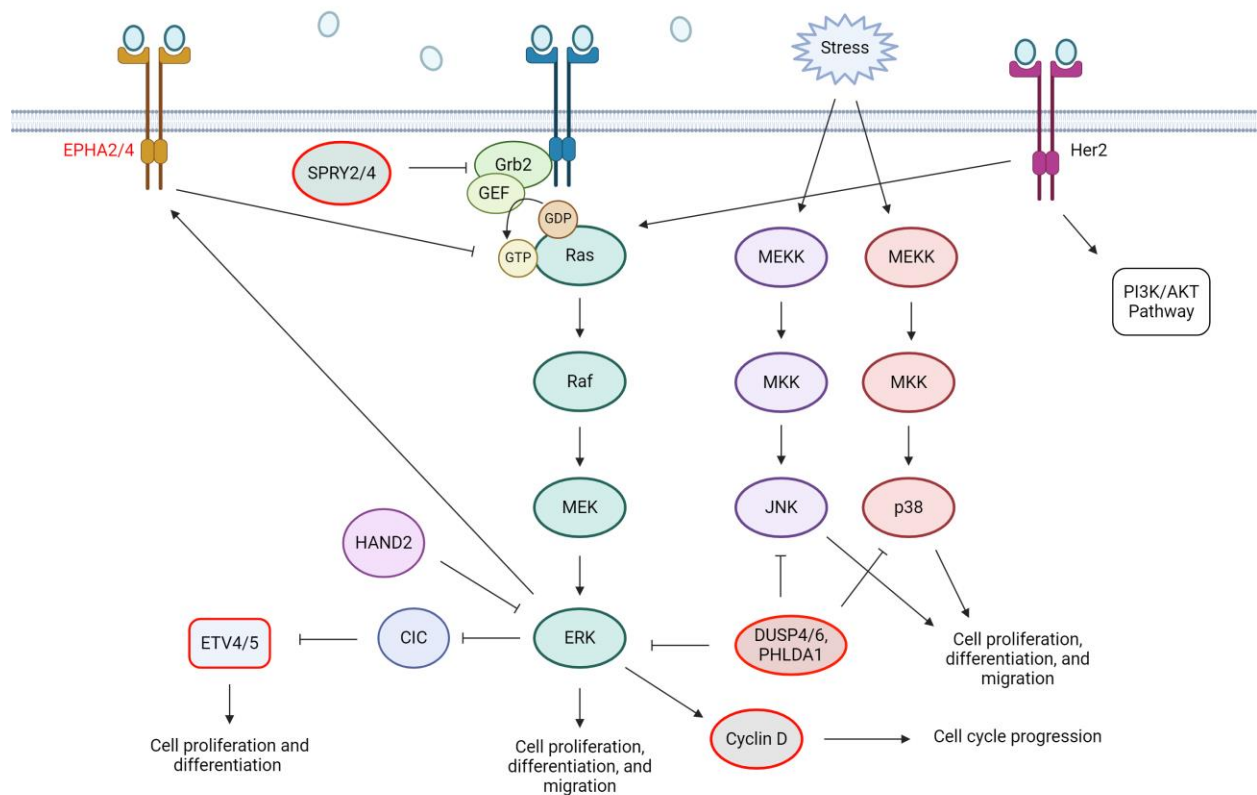 Stress
EPHA2/4
Her2
SPRY2/4
Grb2
GEF
GDP
GTP
Ras
MEKK
MEKK
PI3K/AKT
Pathway
Raf
MKK
MKK
MEK
JNK
p38
HAND2
ETV4/5
CIC
ERK
DUSP4/6,
PHLDA1
Cell proliferation,
differentiation, and
migration
Cyclin D
Cell cycle progression
Cell proliferation and
differentiation
Cell proliferation,
differentiation, and
migration